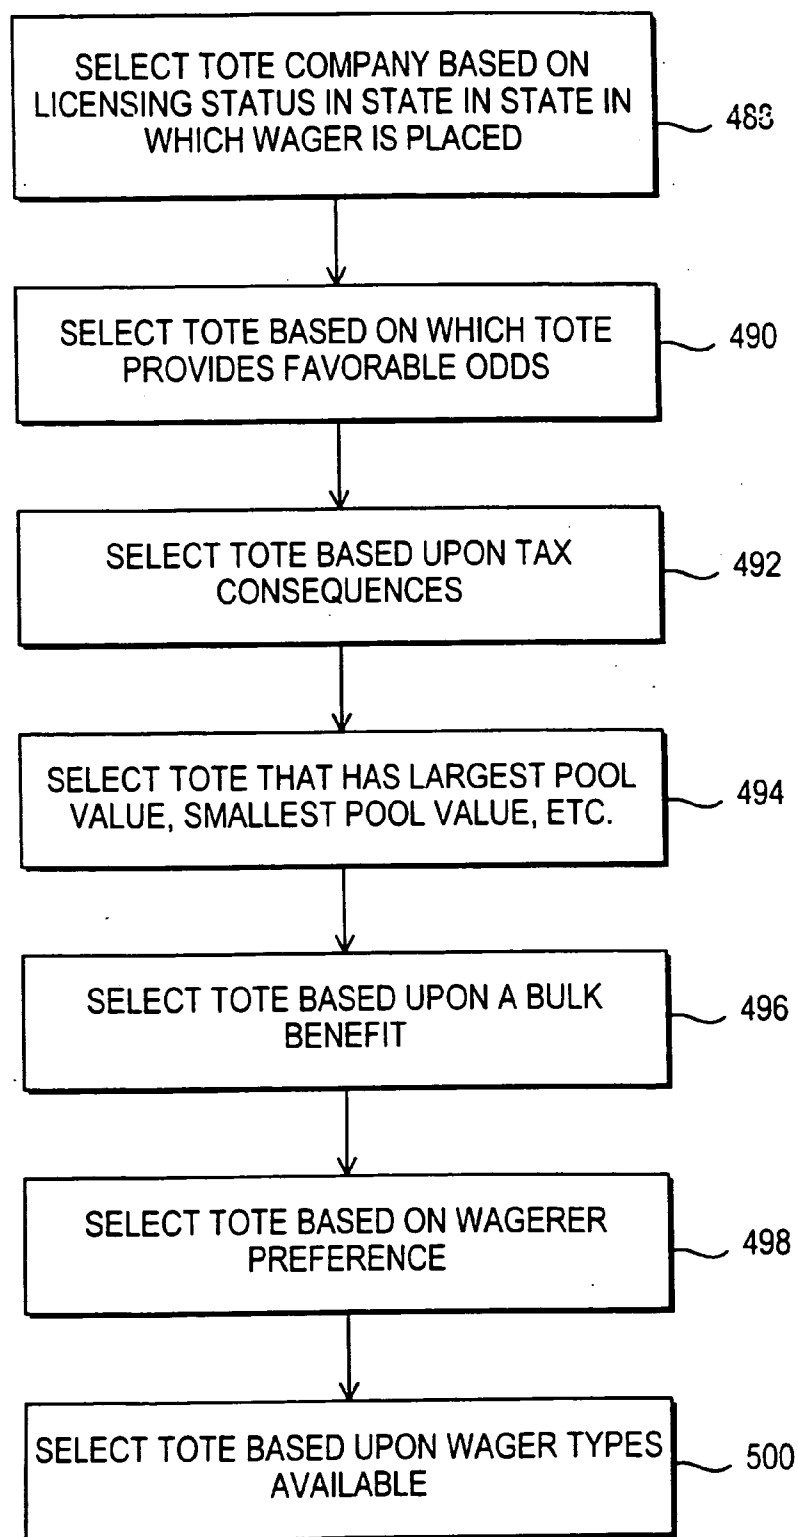 SELECT TOTE COMPANY BASED ON
LICENSING STATUS IN STATE IN STATE IN
WHICH WAGER IS PLACED
488
SELECT TOTE BASED ON WHICH TOTE
PROVIDES FAVORABLE ODDS
490
SELECT TOTE BASED UPON TAX
CONSEQUENCES
492
SELECT TOTE THAT HAS LARGEST POOL
VALUE, SMALLEST POOL VALUE, ETC.
494
SELECT TOTE BASED UPON A BULK
BENEFIT
496
SELECT TOTE BASED ON WAGERER
PREFERENCE
498
SELECT TOTE BASED UPON WAGER TYPES
AVAILABLE
500